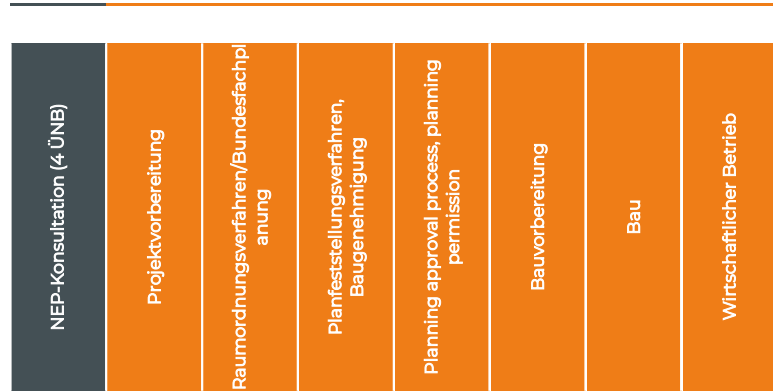 NEP-Konsultation (4 ÜNB)
Projektvorbereitung
Raumordnungsverfahren/Bundesfachpl
anung
Planfeststellungsverfahren,
Baugenehmigung
Planning approval process, planning
permission
Bauvorbereitung
Bau
Wirtschaftlicher Betrieb